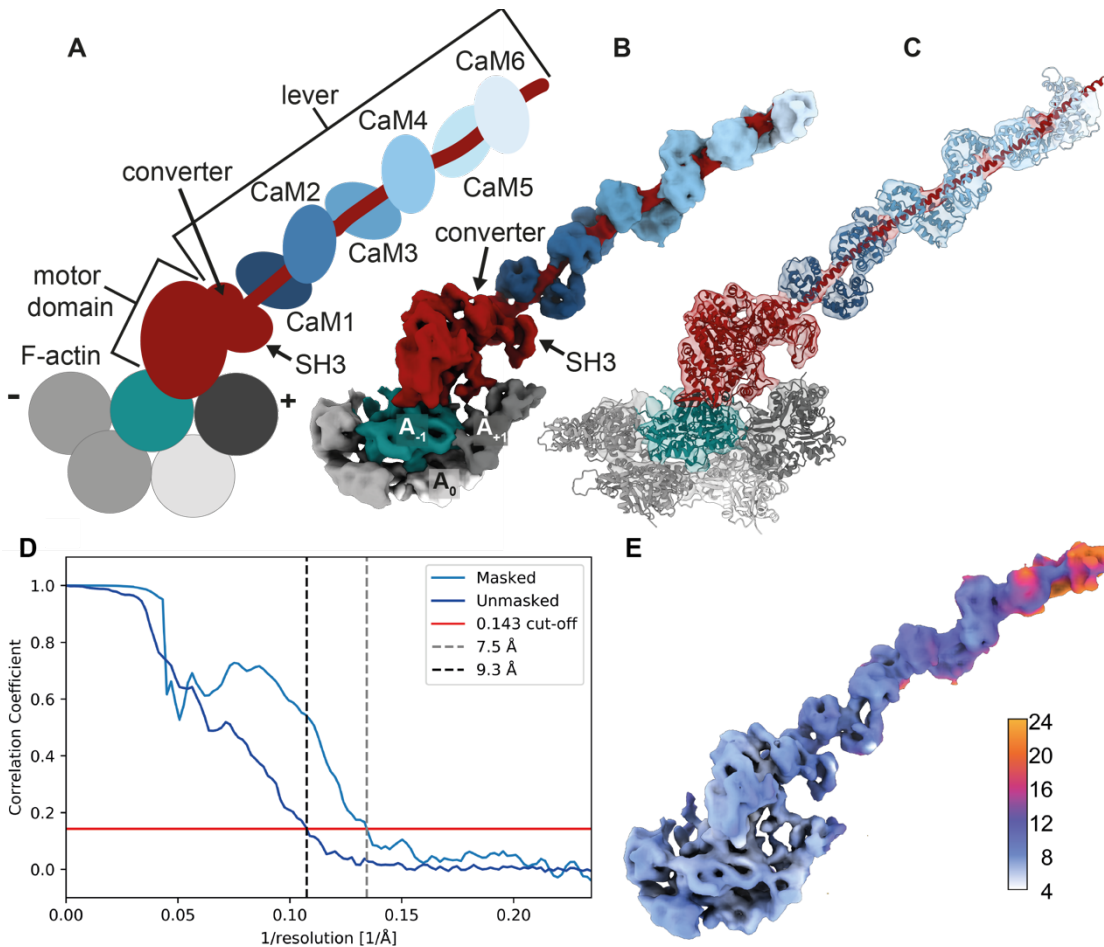 A
CaM6
lever
CaM4
converter
CaM5
CaM2
CaM3
motor
domain
CaM1
F-actin
SH3
-
+
B
converter
SH3
A-1
A+1
A0
C
D
Masked
Unmasked
0.143 cut-off
7.5 Å
9.3 Å
1.0
0.8
0.6
0.4
0.2
0.0
Correlation Coefficient
0.00
0.05
0.10
0.15
0.20
1/resolution [1/Å]
E
24
20
16
12
8
4